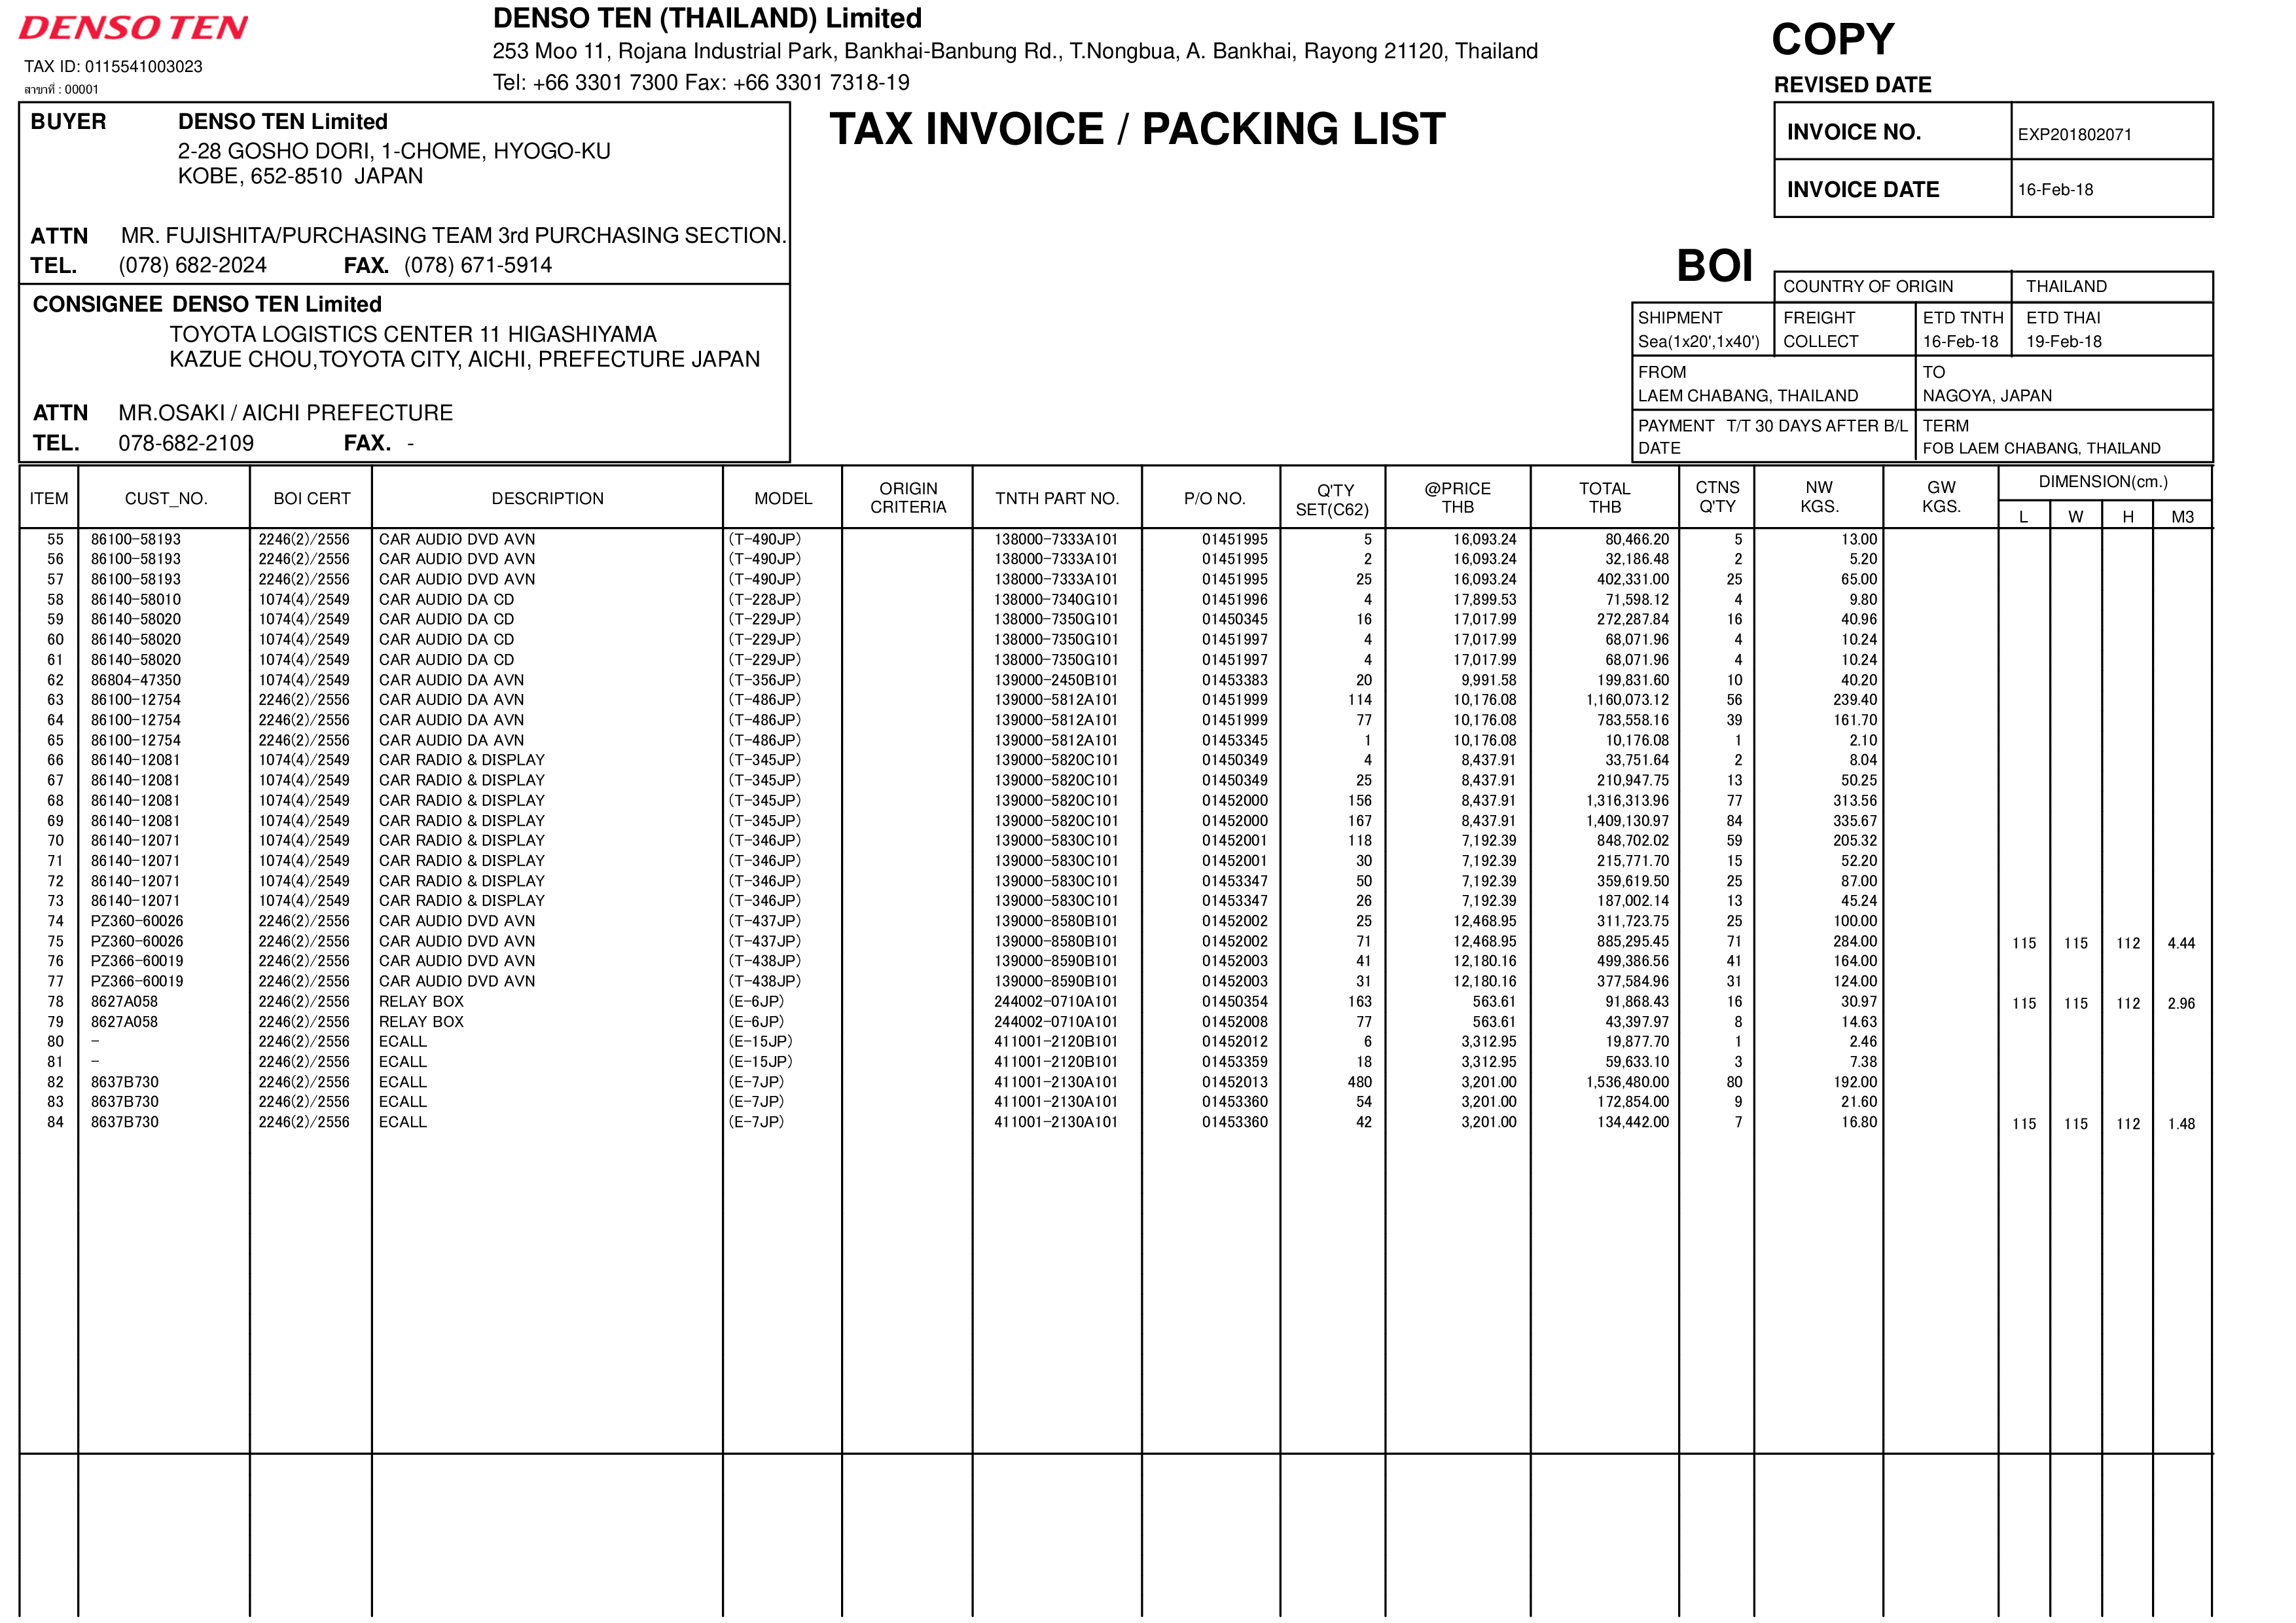 DENSO TEN
TAX ID: 0115541003023
สาขาที่ : 00001
DENSO TEN (THAILAND) Limited
253 Moo 11, Rojana Industrial Park, Bankhai-Banbung Rd., T.Nongbua, A. Bankhai, Rayong 21120, Thailand
Tel: +66 3301 7300 Fax: +66 3301 7318-19
COPY
REVISED DATE
TAX INVOICE / PACKING LIST
INVOICE NO. EXP201802071
INVOICE DATE 16-Feb-18
BUYER DENSO TEN Limited
2-28 GOSHO DORI, 1-CHOME, HYOGO-KU
KOBE, 652-8510 JAPAN
ATTN MR. FUJISHITA/PURCHASING TEAM 3rd PURCHASING SECTION.
TEL. (078) 682-2024 FAX. (078) 671-5914
CONSIGNEE DENSO TEN Limited
TOYOTA LOGISTICS CENTER 11 HIGASHIYAMA
KAZUE CHOU,TOYOTA CITY, AICHI, PREFECTURE JAPAN
ATTN MR.OSAKI / AICHI PREFECTURE
TEL. 078-682-2109 FAX. -
BOI
COUNTRY OF ORIGIN THAILAND
SHIPMENT FREIGHT ETD TNTH ETD THAI
Sea(1x20',1x40') COLLECT 16-Feb-18 19-Feb-18
FROM TO
LAEM CHABANG, THAILAND NAGOYA, JAPAN
PAYMENT T/T 30 DAYS AFTER B/L TERM
DATE FOB LAEM CHABANG, THAILAND
ITEM CUST_NO. BOI CERT DESCRIPTION MODEL ORIGIN CRITERIA TNTH PART NO. P/O NO. Q'TY SET(C62) @PRICE THB TOTAL THB CTNS Q'TY NW KGS. GW KGS. DIMENSION(cm.)
L W H M3
55 86100-58193 2246(2)/2556 CAR AUDIO DVD AVN (T-490JP) 138000-7333A101 01451995 5 16,093.24 80,466.20 5 13.00
56 86100-58193 2246(2)/2556 CAR AUDIO DVD AVN (T-490JP) 138000-7333A101 01451995 2 16,093.24 32,186.48 2 5.20
57 86100-58193 2246(2)/2556 CAR AUDIO DVD AVN (T-490JP) 138000-7333A101 01451995 25 16,093.24 402,331.00 25 65.00
58 86140-58010 1074(4)/2549 CAR AUDIO DA CD (T-228JP) 138000-7340G101 01451996 4 17,899.53 71,598.12 4 9.80
59 86140-58020 1074(4)/2549 CAR AUDIO DA CD (T-229JP) 138000-7350G101 01450345 16 17,017.99 272,287.84 16 40.96
60 86140-58020 1074(4)/2549 CAR AUDIO DA CD (T-229JP) 138000-7350G101 01451997 4 17,017.99 68,071.96 4 10.24
61 86140-58020 1074(4)/2549 CAR AUDIO DA CD (T-229JP) 138000-7350G101 01451997 4 17,017.99 68,071.96 4 10.24
62 86804-47350 1074(4)/2549 CAR AUDIO DA AVN (T-356JP) 139000-2450B101 01453383 20 9,991.58 199,831.60 10 40.20
63 86100-12754 2246(2)/2556 CAR AUDIO DA AVN (T-486JP) 139000-5812A101 01451999 114 10,176.08 1,160,073.12 56 239.40
64 86100-12754 2246(2)/2556 CAR AUDIO DA AVN (T-486JP) 139000-5812A101 01451999 77 10,176.08 783,558.16 39 161.70
65 86100-12754 2246(2)/2556 CAR AUDIO DA AVN (T-486JP) 139000-5812A101 01453345 1 10,176.08 10,176.08 1 2.10
66 86140-12081 1074(4)/2549 CAR RADIO & DISPLAY (T-345JP) 139000-5820C101 01450349 4 8,437.91 33,751.64 2 8.04
67 86140-12081 1074(4)/2549 CAR RADIO & DISPLAY (T-345JP) 139000-5820C101 01450349 25 8,437.91 210,947.75 13 50.25
68 86140-12081 1074(4)/2549 CAR RADIO & DISPLAY (T-345JP) 139000-5820C101 01452000 156 8,437.91 1,316,313.96 77 313.56
69 86140-12081 1074(4)/2549 CAR RADIO & DISPLAY (T-345JP) 139000-5820C101 01452000 167 8,437.91 1,409,130.97 84 335.67
70 86140-12071 1074(4)/2549 CAR RADIO & DISPLAY (T-346JP) 139000-5830C101 01452001 118 7,192.39 848,702.02 59 205.32
71 86140-12071 1074(4)/2549 CAR RADIO & DISPLAY (T-346JP) 139000-5830C101 01452001 30 7,192.39 215,771.70 15 52.20
72 86140-12071 1074(4)/2549 CAR RADIO & DISPLAY (T-346JP) 139000-5830C101 01453347 50 7,192.39 359,619.50 25 87.00
73 86140-12071 1074(4)/2549 CAR RADIO & DISPLAY (T-346JP) 139000-5830C101 01453347 26 7,192.39 187,002.14 13 45.24
74 PZ360-60026 2246(2)/2556 CAR AUDIO DVD AVN (T-437JP) 139000-8580B101 01452002 25 12,468.95 311,723.75 25 100.00
75 PZ360-60026 2246(2)/2556 CAR AUDIO DVD AVN (T-437JP) 139000-8580B101 01452002 71 12,468.95 885,295.45 71 284.00 115 115 112 4.44
76 PZ366-60019 2246(2)/2556 CAR AUDIO DVD AVN (T-438JP) 139000-8590B101 01452003 41 12,180.16 499,386.56 41 164.00
77 PZ366-60019 2246(2)/2556 CAR AUDIO DVD AVN (T-438JP) 139000-8590B101 01452003 31 12,180.16 377,584.96 31 124.00
78 8627A058 2246(2)/2556 RELAY BOX (E-6JP) 244002-0710A101 01450354 163 563.61 91,868.43 16 30.97 115 115 112 2.96
79 8627A058 2246(2)/2556 RELAY BOX (E-6JP) 244002-0710A101 01452008 77 563.61 43,397.97 8 14.63
80 - 2246(2)/2556 ECALL (E-15JP) 411001-2120B101 01452012 6 3,312.95 19,877.70 1 2.46
81 - 2246(2)/2556 ECALL (E-15JP) 411001-2120B101 01453359 18 3,312.95 59,633.10 3 7.38
82 8637B730 2246(2)/2556 ECALL (E-7JP) 411001-2130A101 01452013 480 3,201.00 1,536,480.00 80 192.00
83 8637B730 2246(2)/2556 ECALL (E-7JP) 411001-2130A101 01453360 54 3,201.00 172,854.00 9 21.60
84 8637B730 2246(2)/2556 ECALL (E-7JP) 411001-2130A101 01453360 42 3,201.00 134,442.00 7 16.80 115 115 112 1.48